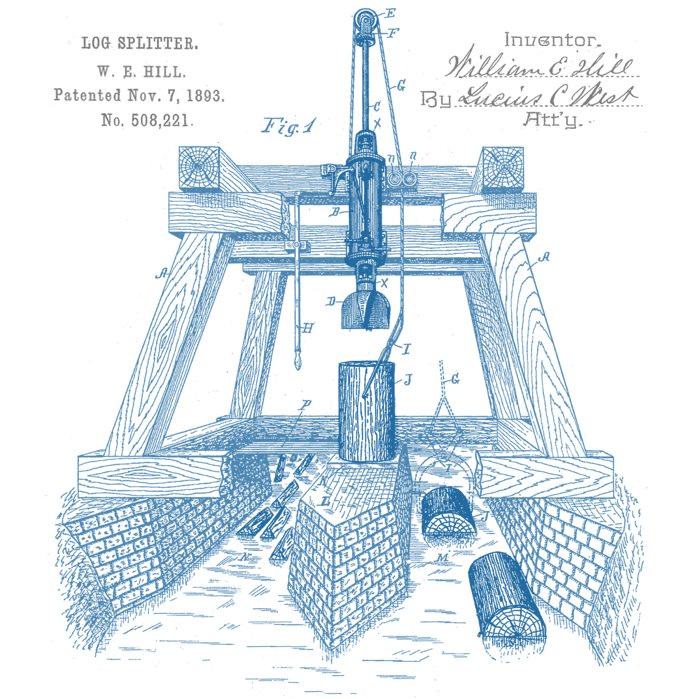 LOG SPLITTER.
W. E. HILL.
Patented Nov. 7, 1893.
No. 508,221.
Inventor.
William E Hill
By Lucius C West
Att'y.
Fig. 1
E
F
G
C
X
n n
B
A
A
X
D
H
I
J
G
P
L
N
M